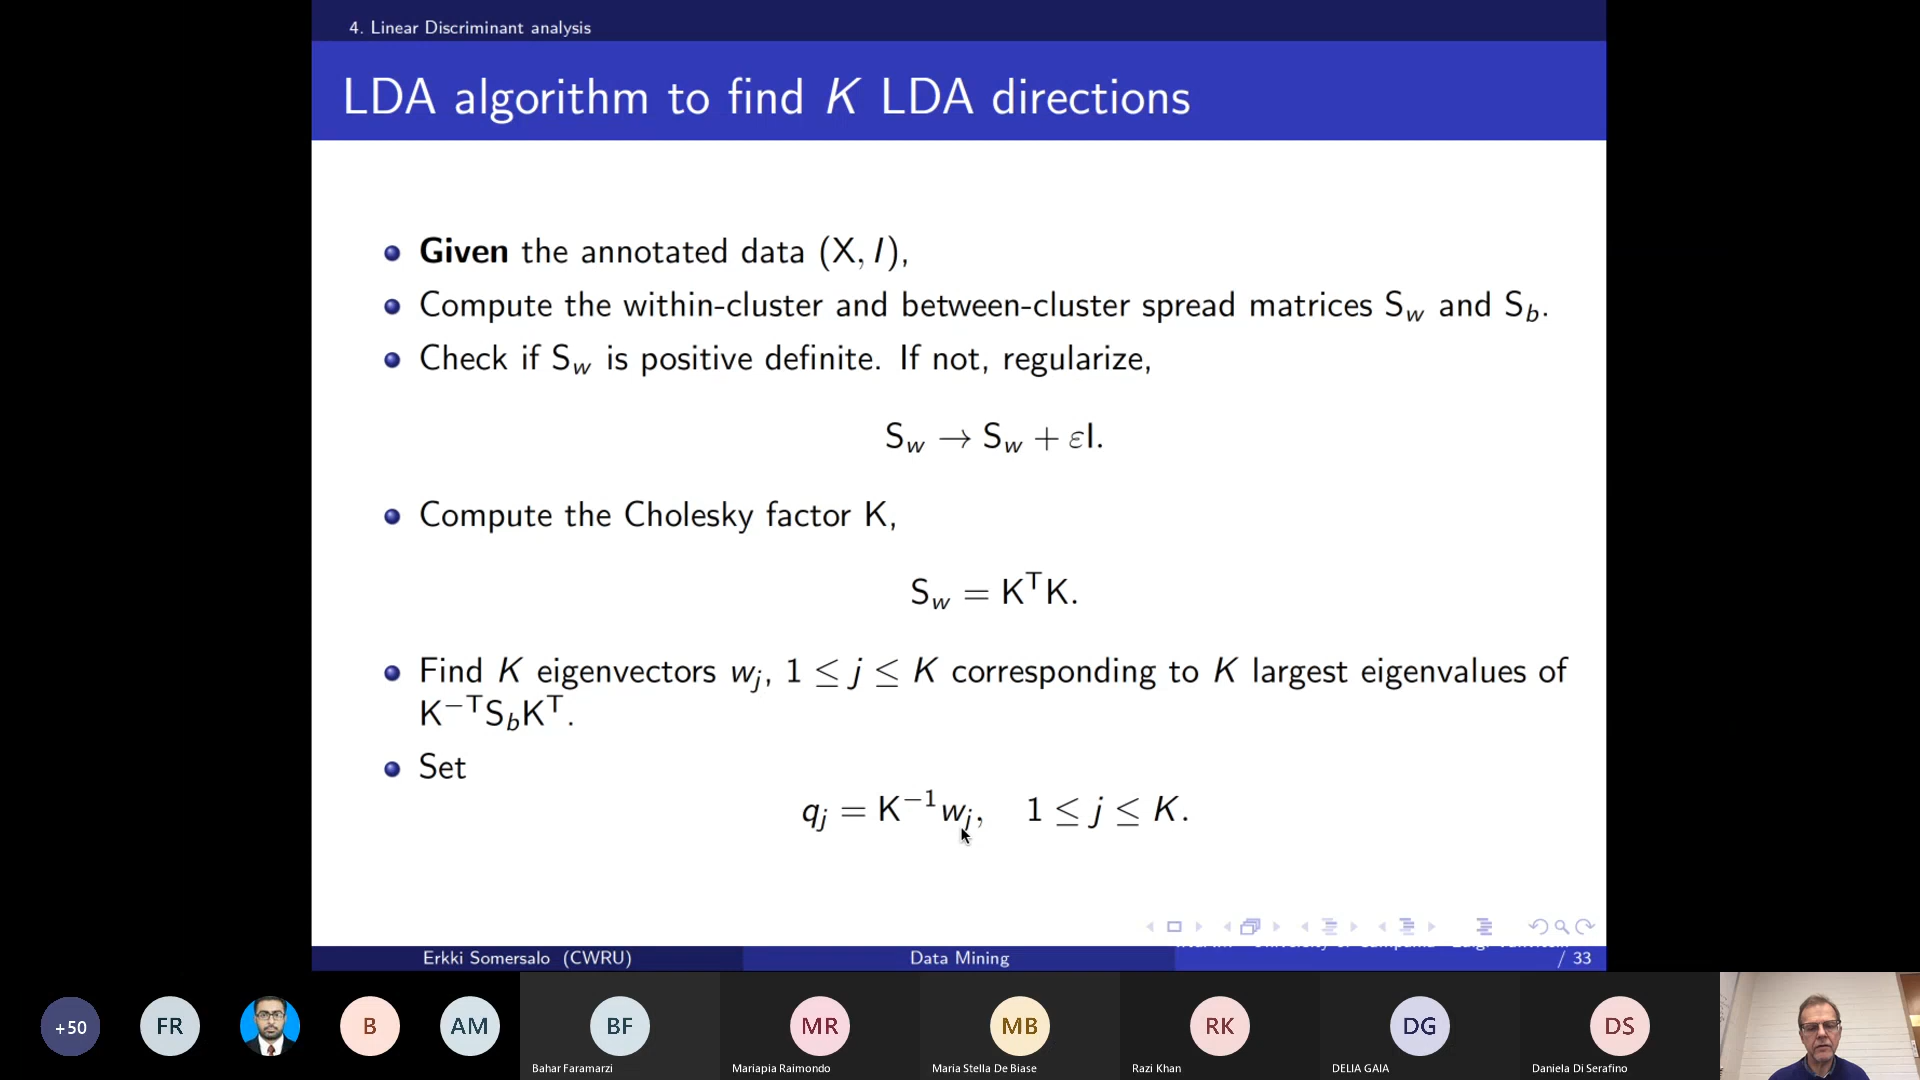 4. Linear Discriminant analysis
LDA algorithm to find K LDA directions
Given the annotated data (X, I),
Compute the within-cluster and between-cluster spread matrices S_w and S_b.
Check if S_w is positive definite. If not, regularize,
S_w → S_w + εI.
Compute the Cholesky factor K,
S_w = K^T K.
Find K eigenvectors w_j, 1 ≤ j ≤ K corresponding to K largest eigenvalues of
K^{-T} S_b K^T.
Set
q_j = K^{-1} w_j, 1 ≤ j ≤ K.
Erkki Somersalo (CWRU)
Data Mining
/ 33
+50
FR
B
AM
BF
MR
MB
RK
DG
DS
Bahar Faramarzi
Mariapia Raimondo
Maria Stella De Biase
Razi Khan
DELIA GAIA
Daniela Di Serafino